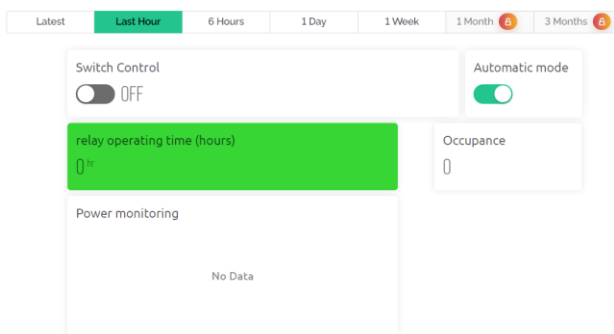 Latest Last Hour 6 Hours 1 Day 1 Week 1 Month 3 Months
Switch Control Automatic mode
OFF
relay operating time (hours) Occupance
0 hr 0
Power monitoring
No Data